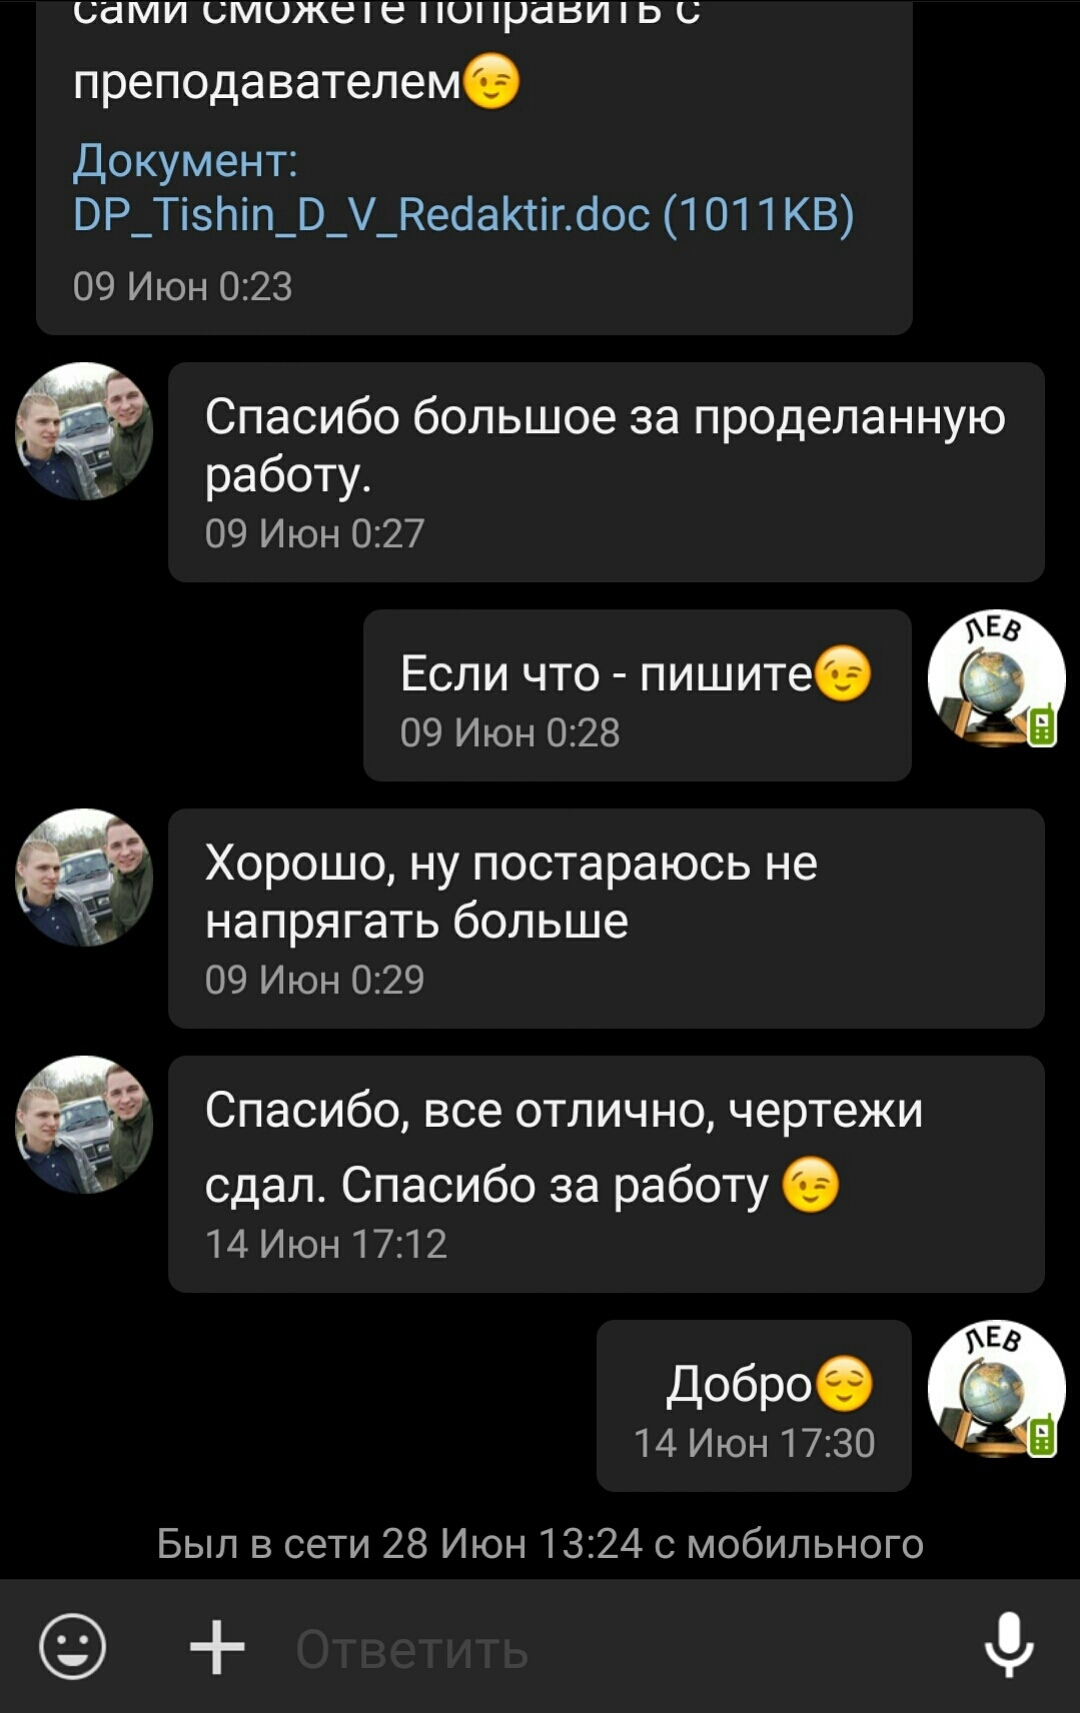 сами сможете поправить с
преподавателем😉
Документ:
DP_Tishin_D_V_Redaktir.doc (1011KB)
09 Июн 0:23
Спасибо большое за проделанную
работу.
09 Июн 0:27
ЛЕВ
Если что - пишите😉
09 Июн 0:28
Хорошо, ну постараюсь не
напрягать больше
09 Июн 0:29
Спасибо, все отлично, чертежи
сдал. Спасибо за работу 😉
14 Июн 17:12
ЛЕВ
Добро😌
14 Июн 17:30
Был в сети 28 Июн 13:24 с мобильного
Ответить